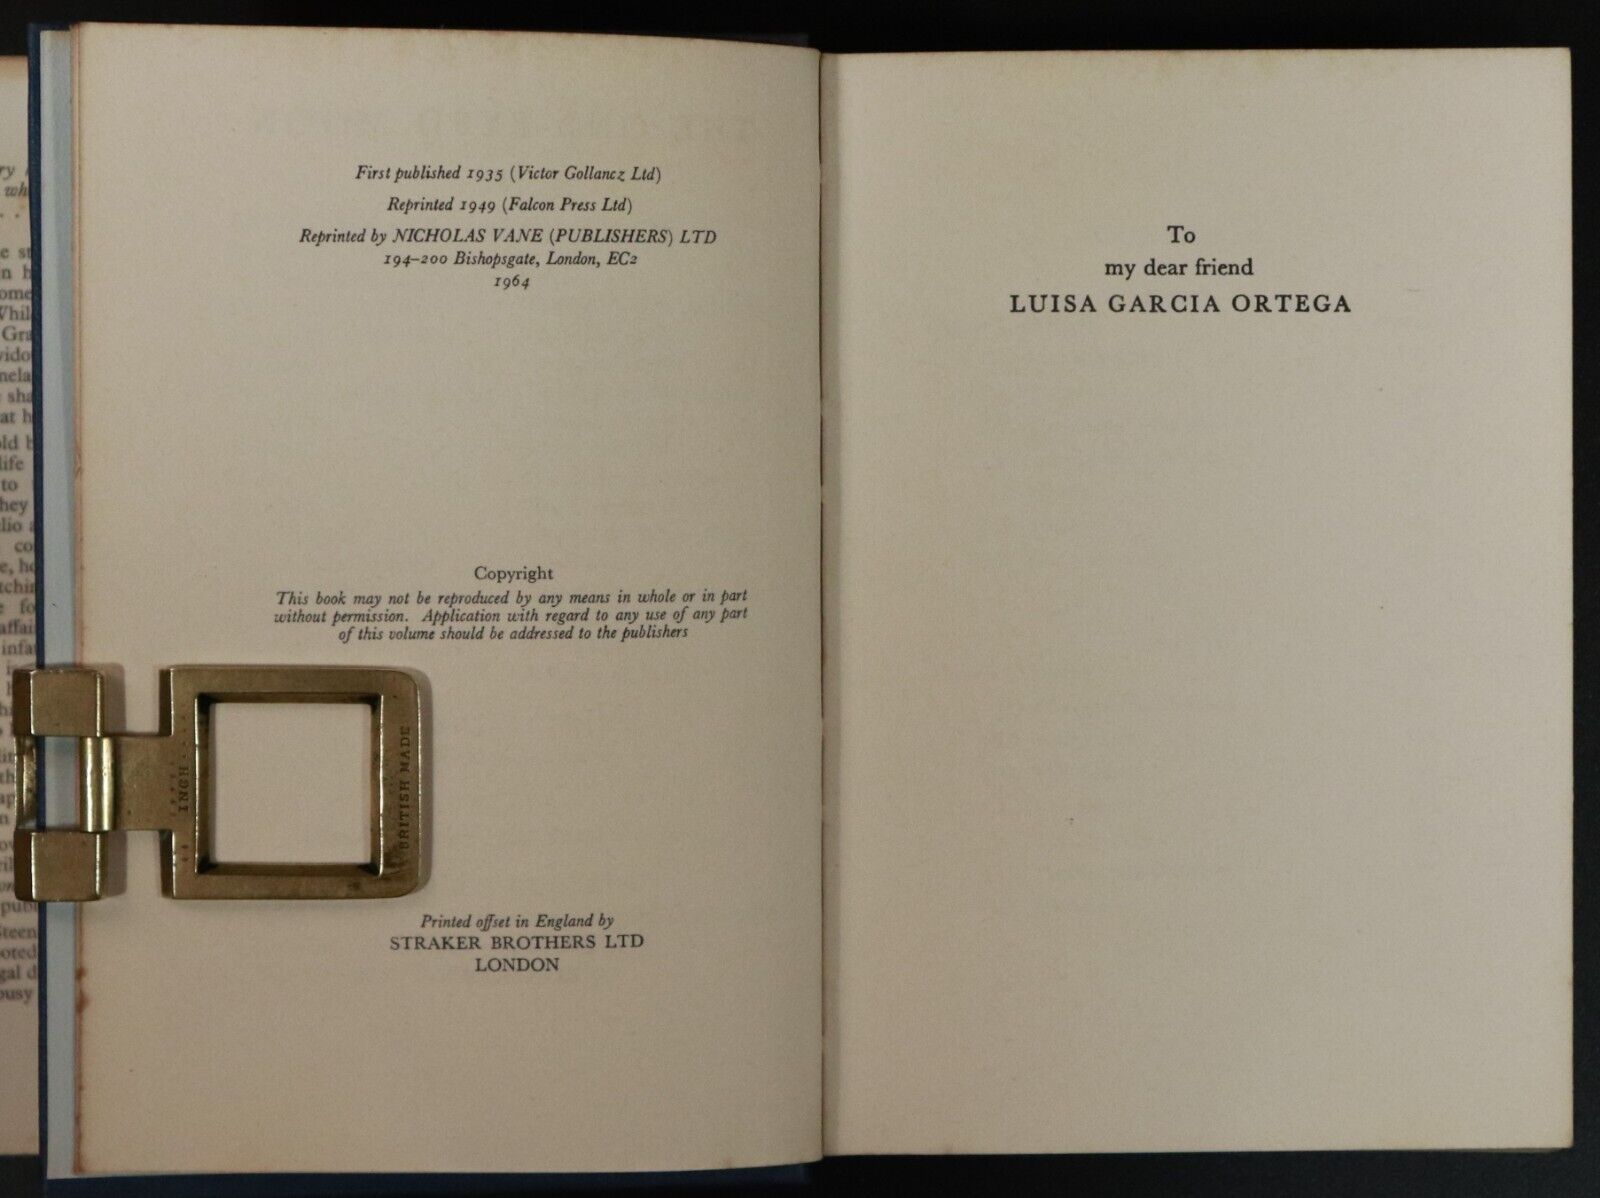 First published 1935 (Victor Gollancz Ltd)
Reprinted 1949 (Falcon Press Ltd)
Reprinted by NICHOLAS VANE (PUBLISHERS) LTD
194–200 Bishopsgate, London, EC2
1964
Copyright
This book may not be reproduced by any means in whole or in part
without permission. Application with regard to any use of any part
of this volume should be addressed to the publishers
INCH
BRITISH MADE
Printed offset in England by
STRAKER BROTHERS LTD
LONDON
To
my dear friend
LUISA GARCIA ORTEGA